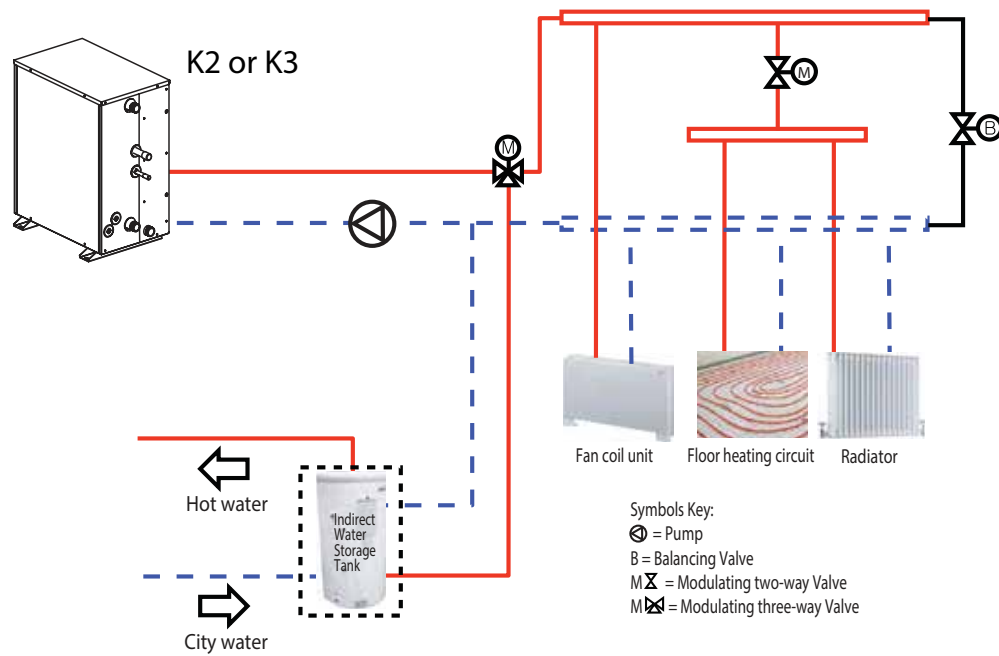 K2 or K3
M
M
B
Fan coil unit
Floor heating circuit
Radiator
Hot water
*Indirect
Water
Storage
Tank
City water
Symbols Key:
= Pump
B = Balancing Valve
M = Modulating two-way Valve
M = Modulating three-way Valve